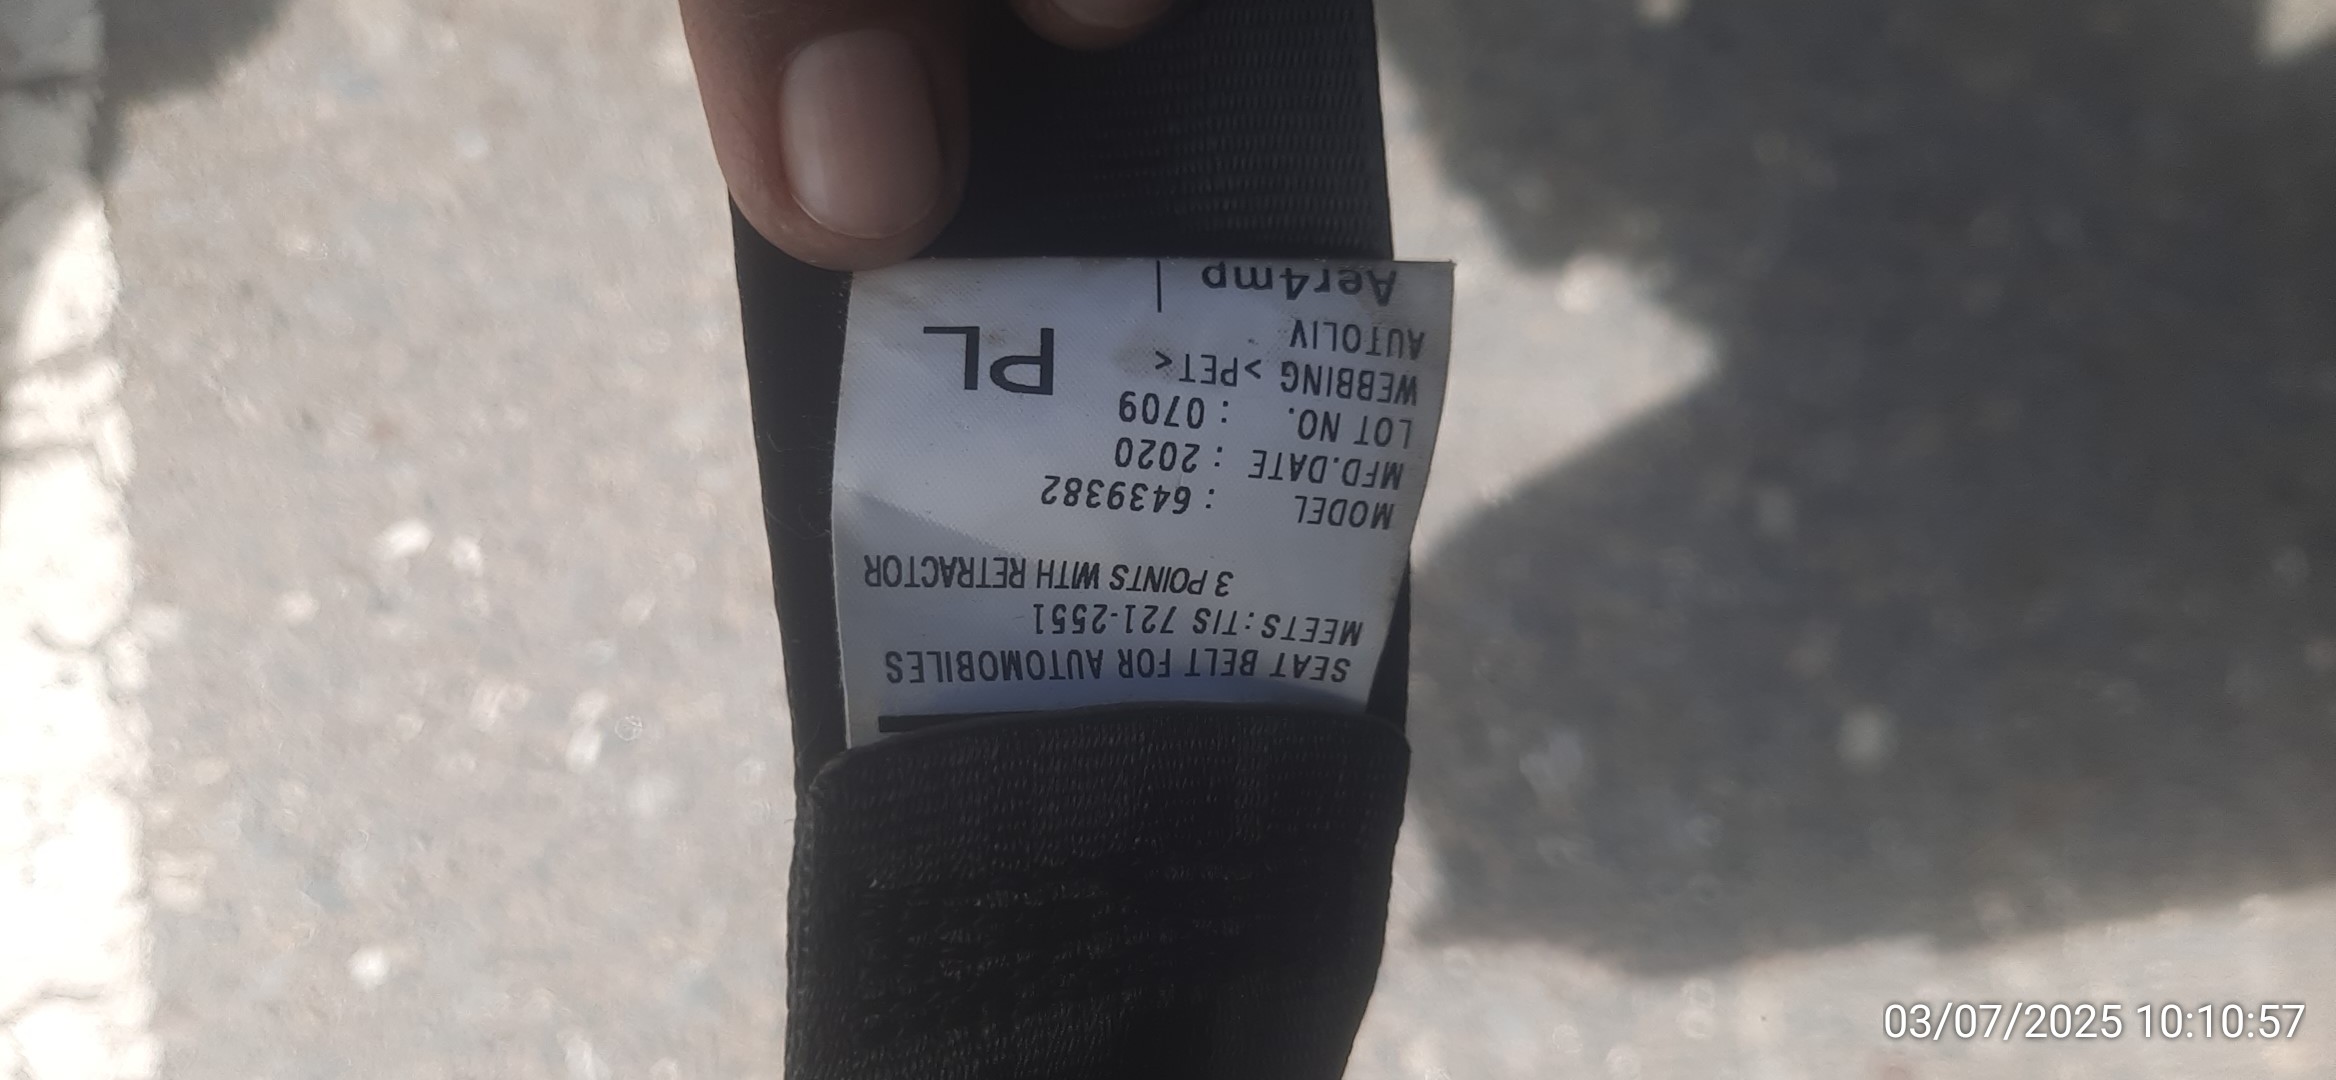 SEAT BELT FOR AUTOMOBILES
MEETS:TIS 721-2551
3 POINTS WITH RETRACTOR
MODEL : 6439382
MFD.DATE : 2020
LOT NO. : 0709
WEBBING >PET<
AUTOLIV
PL
Aer4mp
03/07/2025 10:10:57